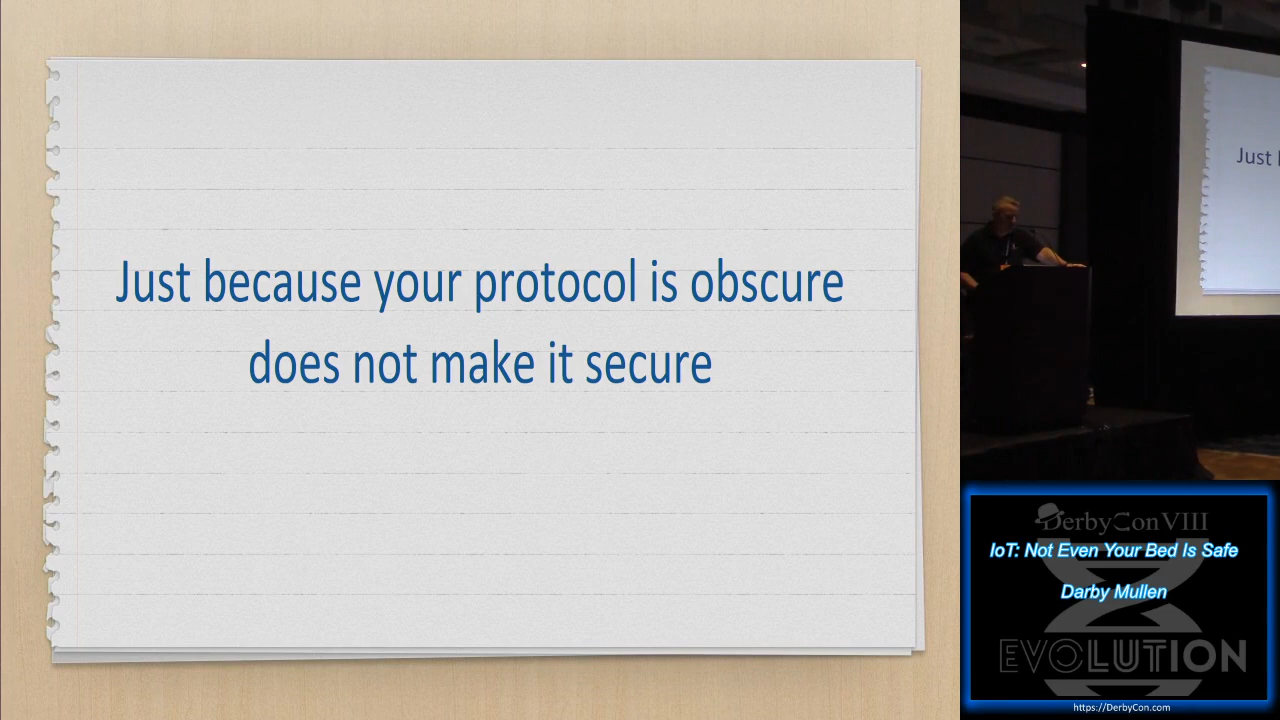 Just because your protocol is obscure
does not make it secure
Just
DerbyCon VIII
IoT: Not Even Your Bed Is Safe
Darby Mullen
EVOLUTION
https://DerbyCon.com